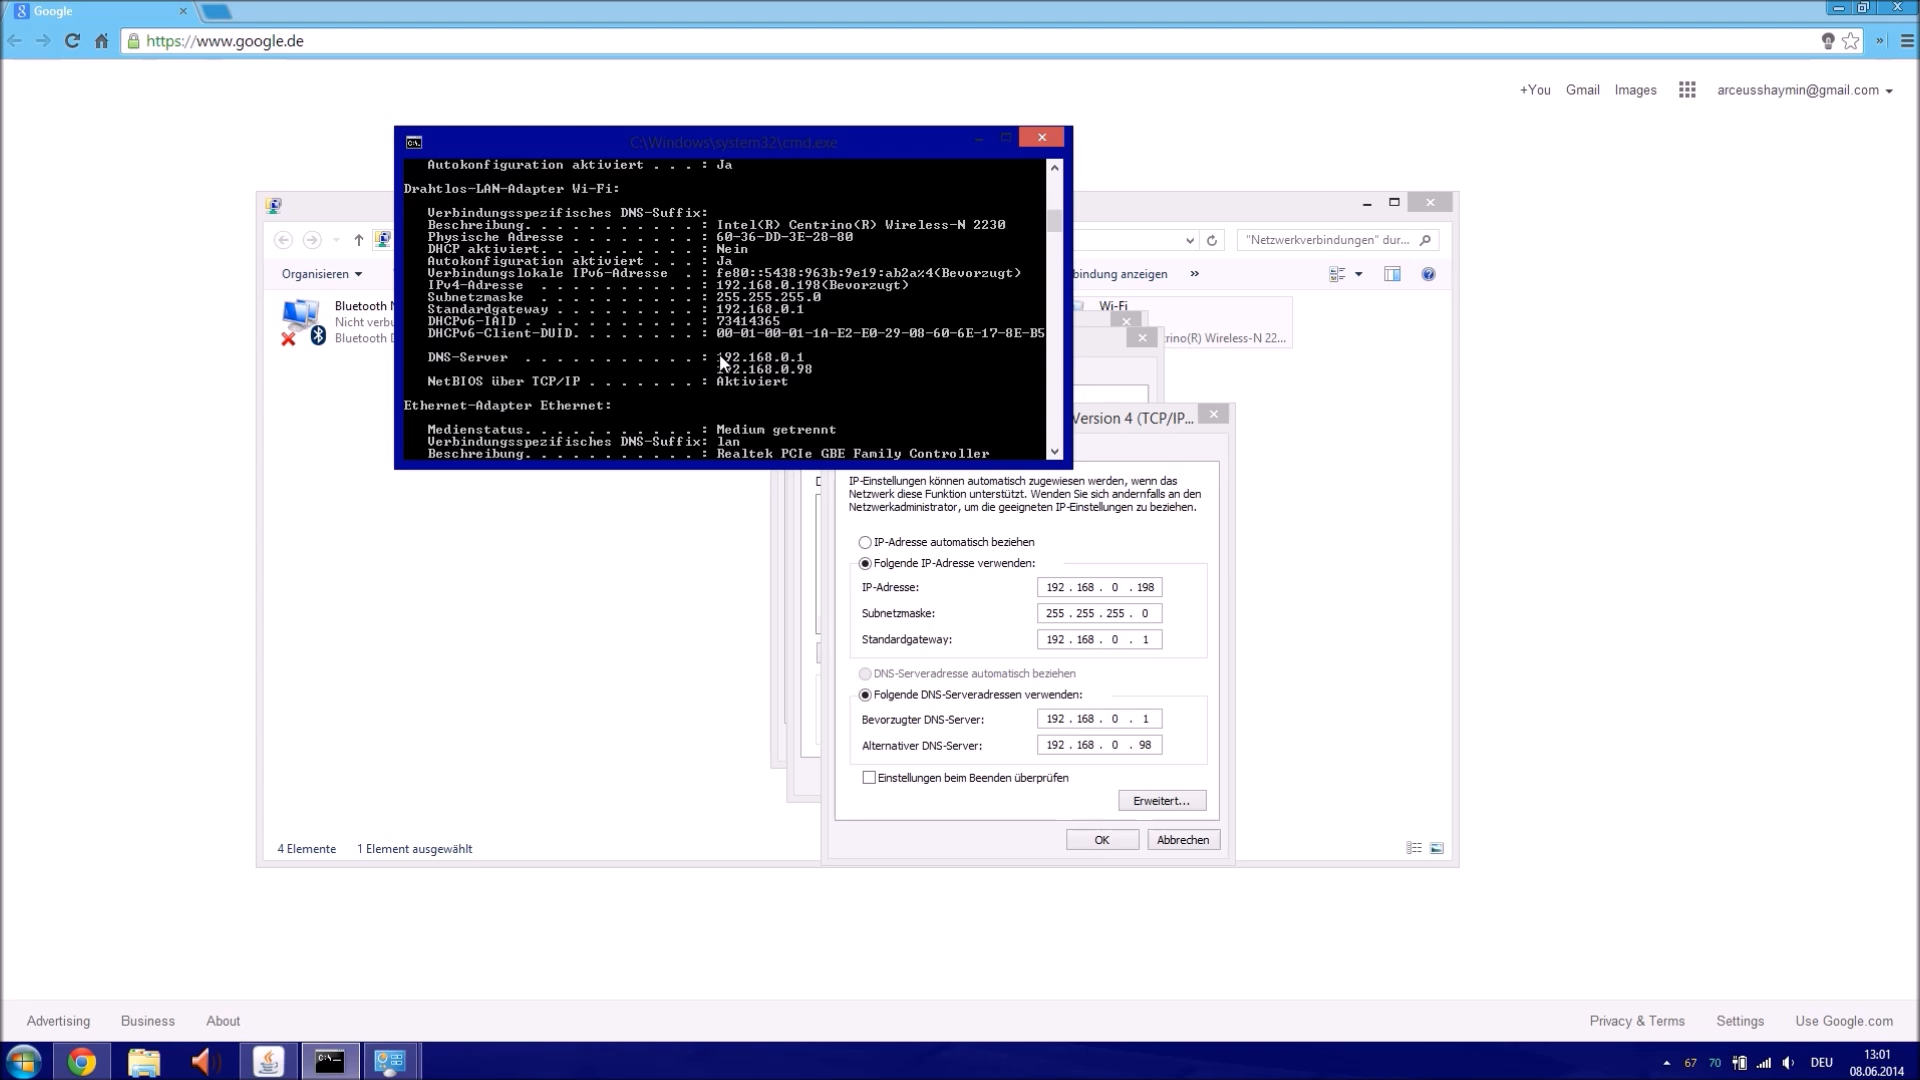 Google
https://www.google.de
+You Gmail Images arceusshaymin@gmail.com
C:\Windows\system32\cmd.exe
Autokonfiguration aktiviert . . . : Ja
Drahtlos-LAN-Adapter Wi-Fi:
Verbindungsspezifisches DNS-Suffix:
Beschreibung. . . . . . . . . . . : Intel(R) Centrino(R) Wireless-N 2230
Physische Adresse . . . . . . . . : 60-36-DD-3E-28-80
DHCP aktiviert. . . . . . . . . . : Nein
Autokonfiguration aktiviert . . . : Ja
Verbindungslokale IPv6-Adresse  . : fe80::5438:963b:9e19:ab2a%4(Bevorzugt)
IPv4-Adresse  . . . . . . . . . . : 192.168.0.198(Bevorzugt)
Subnetzmaske  . . . . . . . . . . : 255.255.255.0
Standardgateway . . . . . . . . . : 192.168.0.1
DHCPv6-IAID . . . . . . . . . . . : 73414365
DHCPv6-Client-DUID. . . . . . . . : 00-01-00-01-1A-E2-E0-29-08-60-6E-17-8E-B5
DNS-Server  . . . . . . . . . . . : 192.168.0.1
192.168.0.98
NetBIOS über TCP/IP . . . . . . . : Aktiviert
Ethernet-Adapter Ethernet:
Medienstatus. . . . . . . . . . . : Medium getrennt
Verbindungsspezifisches DNS-Suffix: lan
Beschreibung. . . . . . . . . . . : Realtek PCIe GBE Family Controller
"Netzwerkverbindungen" dur...
Organisieren
bindung anzeigen »
Bluetooth N
Nicht verbu
Bluetooth D
Wi-Fi
trino(R) Wireless-N 22...
Version 4 (TCP/IP...
IP-Einstellungen können automatisch zugewiesen werden, wenn das
Netzwerk diese Funktion unterstützt. Wenden Sie sich andernfalls an den
Netzwerkadministrator, um die geeigneten IP-Einstellungen zu beziehen.
IP-Adresse automatisch beziehen
Folgende IP-Adresse verwenden:
IP-Adresse: 192 . 168 . 0 . 198
Subnetzmaske: 255 . 255 . 255 . 0
Standardgateway: 192 . 168 . 0 . 1
DNS-Serveradresse automatisch beziehen
Folgende DNS-Serveradressen verwenden:
Bevorzugter DNS-Server: 192 . 168 . 0 . 1
Alternativer DNS-Server: 192 . 168 . 0 . 98
Einstellungen beim Beenden überprüfen
Erweitert...
OK Abbrechen
4 Elemente 1 Element ausgewählt
Advertising Business About Privacy & Terms Settings Use Google.com
67 70 DEU 13:01
08.06.2014